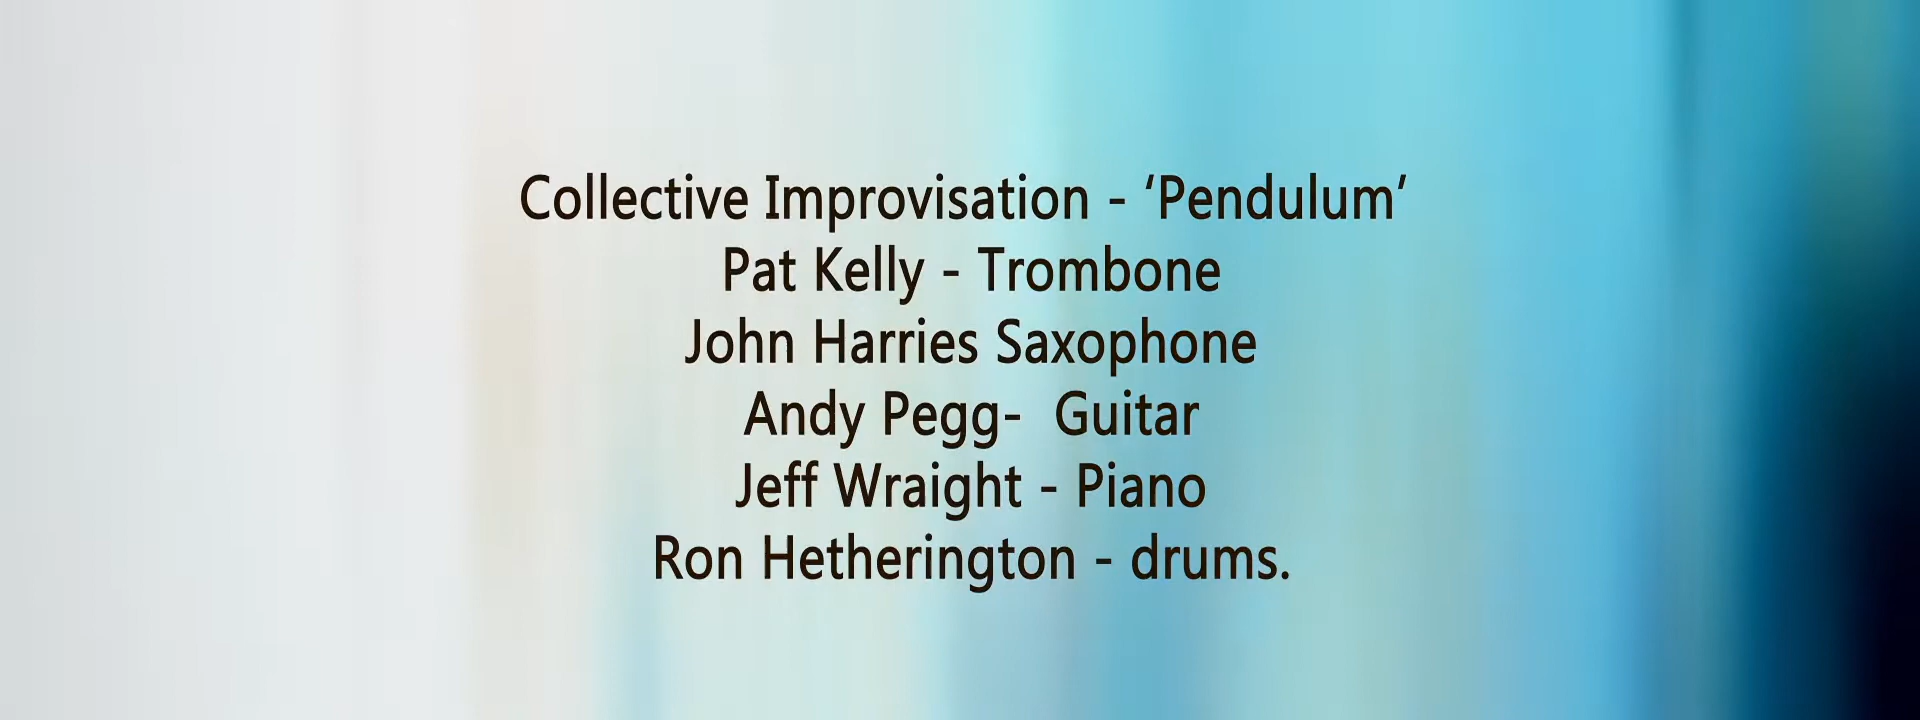 Collective Improvisation - ‘Pendulum’
Pat Kelly - Trombone
John Harries Saxophone
Andy Pegg-  Guitar
Jeff Wraight - Piano
Ron Hetherington - drums.